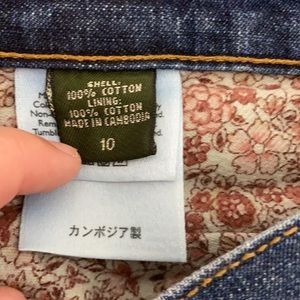 SHELL:
100% COTTON
LINING:
100% COTTON
MADE IN CAMBODIA
10
カンボジア製